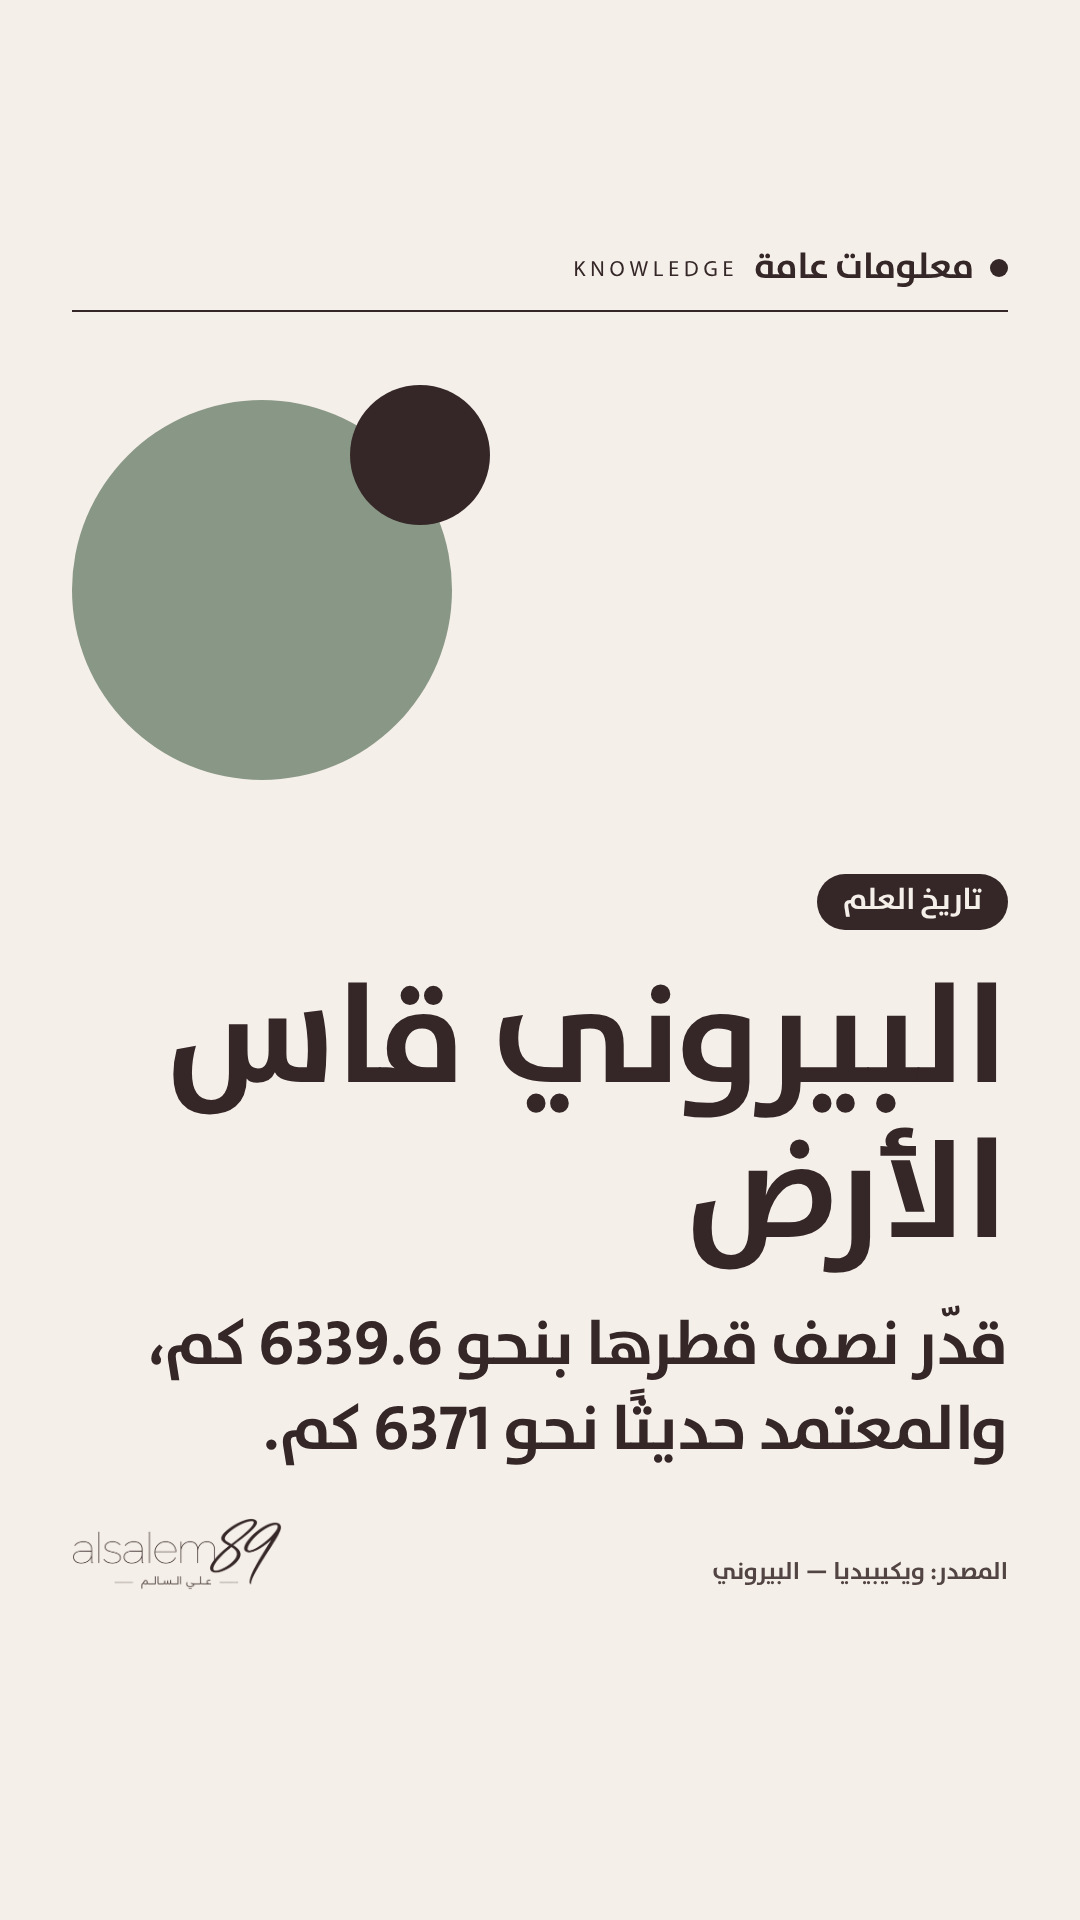 معلومات عامة KNOWLEDGE
تاريخ العلم
البيروني قاس
الأرض
قدّر نصف قطرها بنحو 6339.6 كم،
والمعتمد حديثًا نحو 6371 كم.
المصدر: ويكيبيديا — البيروني
alsalem89
علي السالم